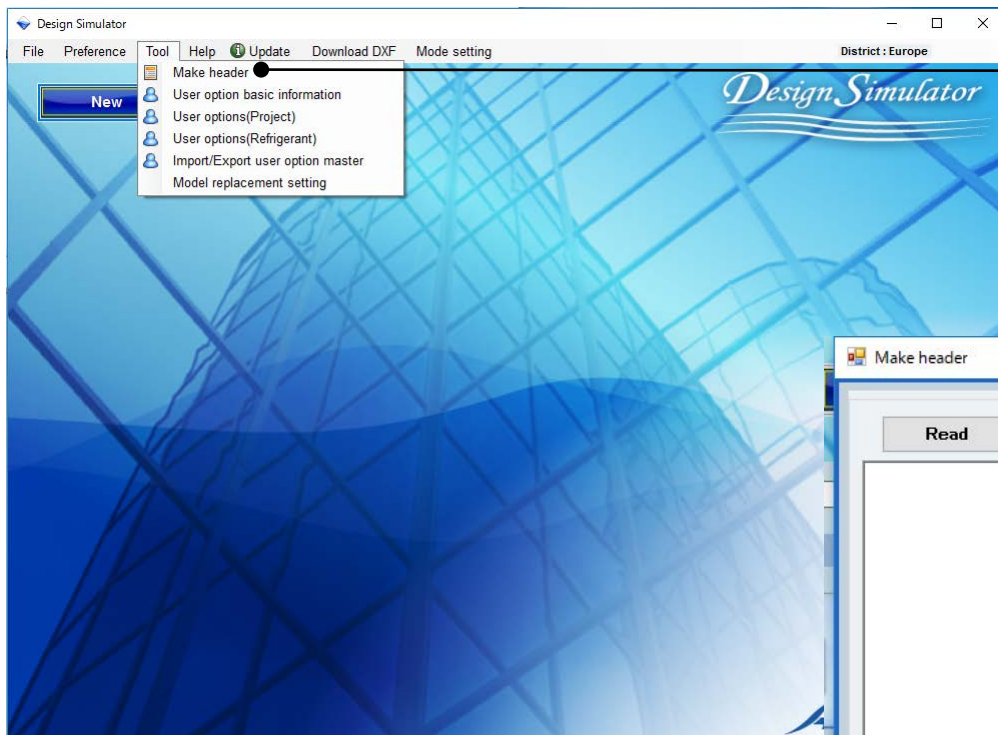 Design Simulator
File Preference Tool Help Update Download DXF Mode setting District : Europe
Make header
User option basic information
User options(Project)
User options(Refrigerant)
Import/Export user option master
Model replacement setting
New
Design Simulator
Make header
Read